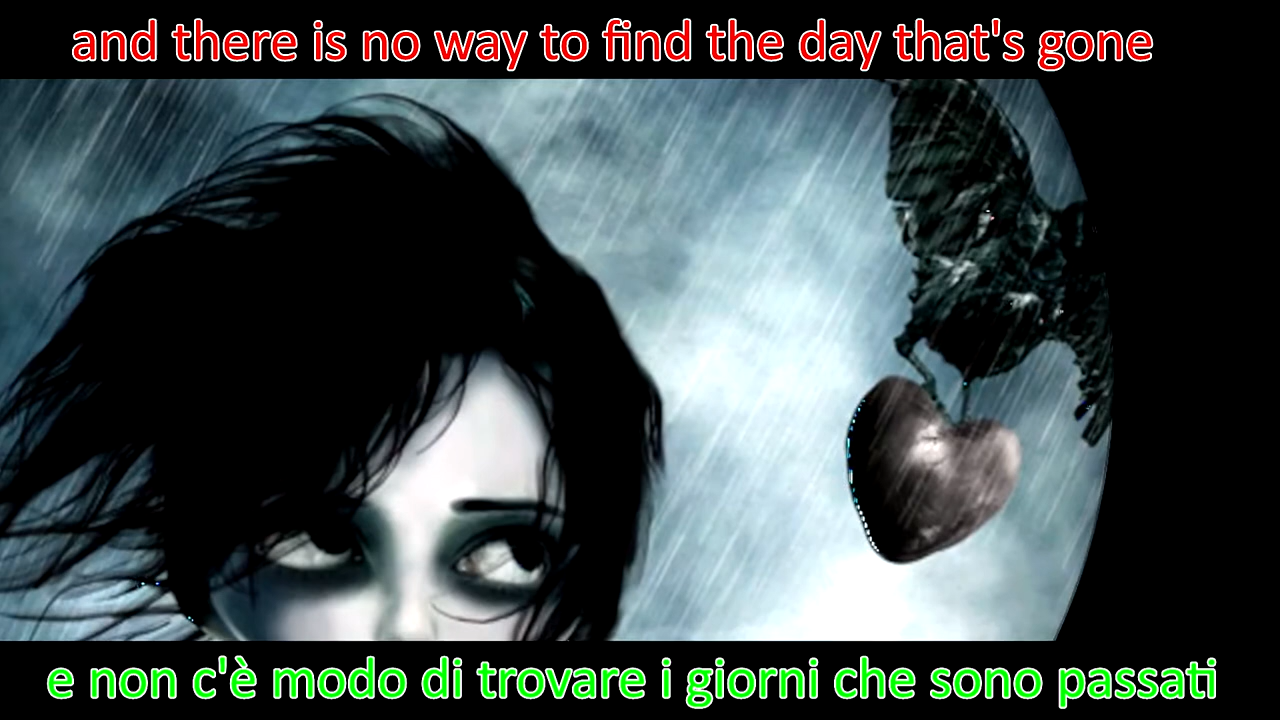 and there is no way to find the day that's gone
e non c'è modo di trovare i giorni che sono passati